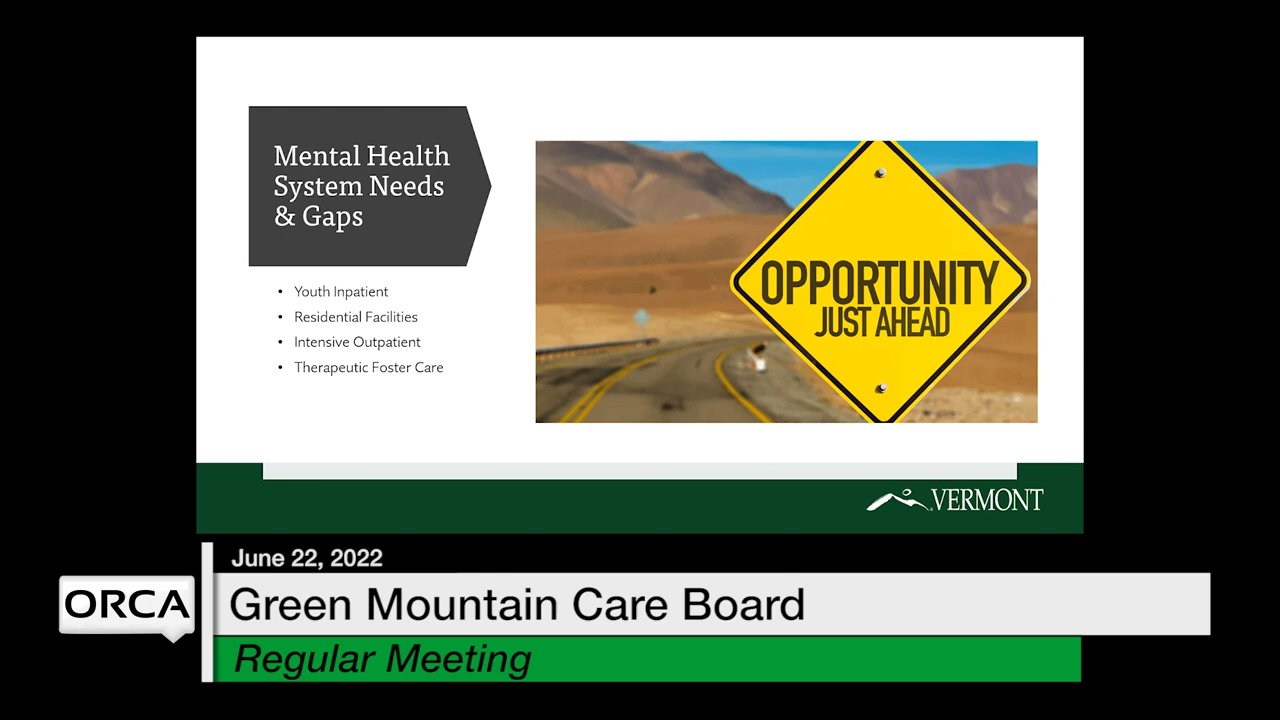 Mental Health
System Needs
& Gaps
• Youth Inpatient
• Residential Facilities
• Intensive Outpatient
• Therapeutic Foster Care
OPPORTUNITY
JUST AHEAD
VERMONT
June 22, 2022
ORCA
Green Mountain Care Board
Regular Meeting